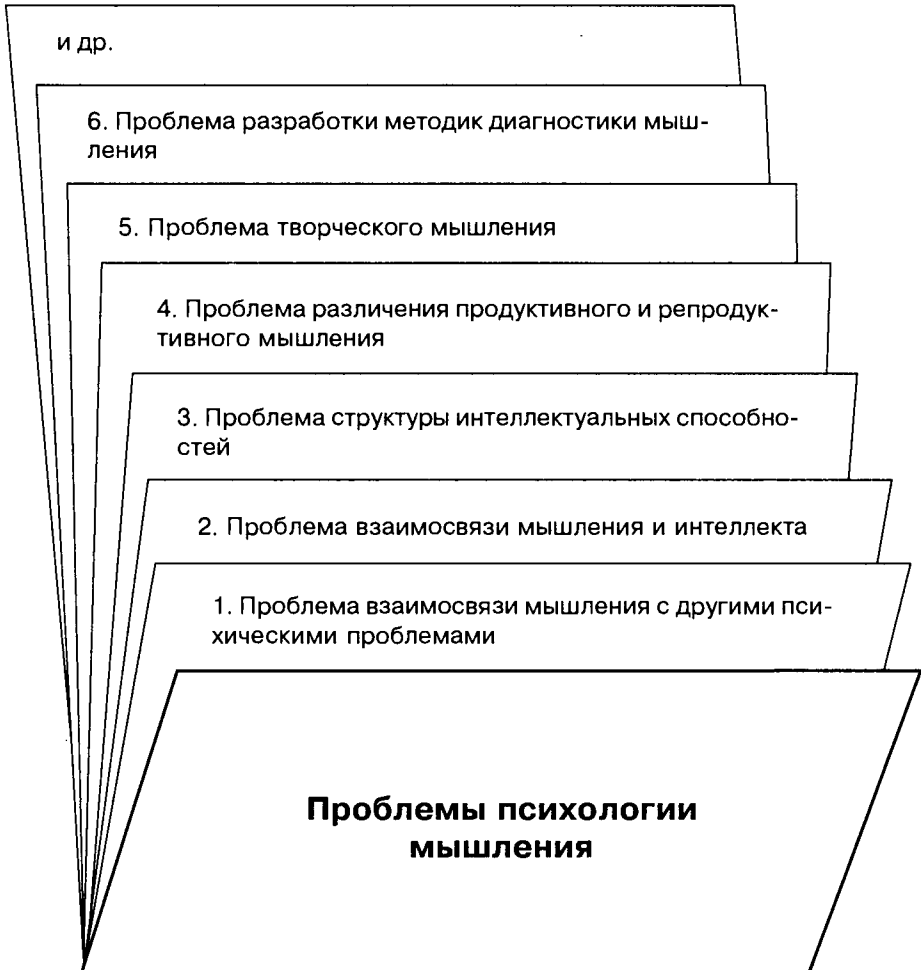 и др.
6. Проблема разработки методик диагностики мыш-
ления
5. Проблема творческого мышления
4. Проблема различения продуктивного и репродук-
тивного мышления
3. Проблема структуры интеллектуальных способно-
стей
2. Проблема взаимосвязи мышления и интеллекта
1. Проблема взаимосвязи мышления с другими пси-
хическими проблемами
Проблемы психологии
мышления